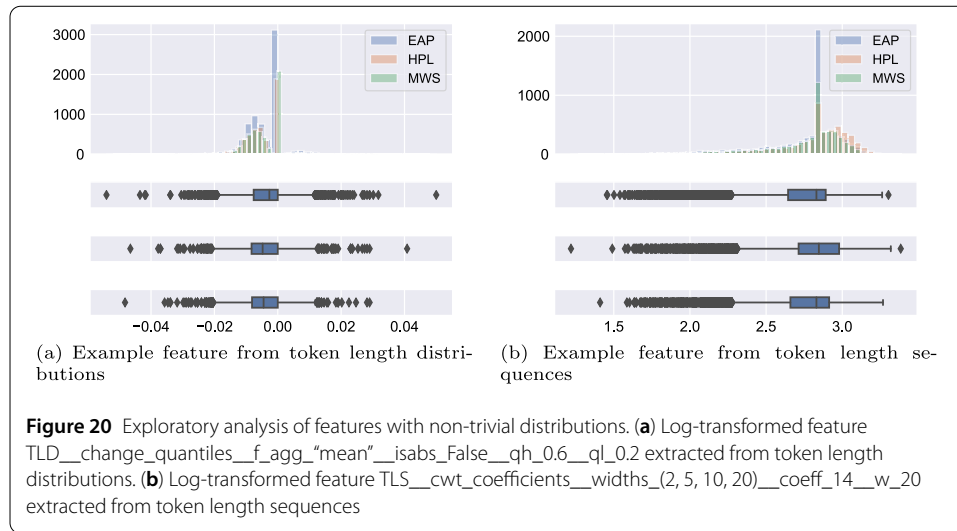 3000
2000
1000
0
EAP
HPL
MWS
2000
1000
0
EAP
HPL
MWS
−0.04 −0.02 0.00 0.02 0.04
1.5 2.0 2.5 3.0
(a) Example feature from token length distri-
butions
(b) Example feature from token length se-
quences
Figure 20 Exploratory analysis of features with non-trivial distributions. (a) Log-transformed feature
TLD__change_quantiles__f_agg_“mean”__isabs_False__qh_0.6__ql_0.2 extracted from token length
distributions. (b) Log-transformed feature TLS__cwt_coefficients__widths_(2, 5, 10, 20)__coeff_14__w_20
extracted from token length sequences